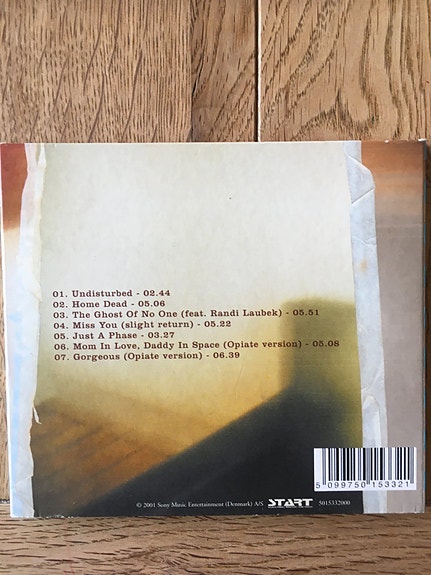 01. Undisturbed - 02.44
02. Home Dead - 05.06
03. The Ghost Of No One (feat. Randi Laubek) - 05.51
04. Miss You (slight return) - 05.22
05. Just A Phase - 03.27
06. Mom In Love, Daddy In Space (Opiate version) - 05.08
07. Gorgeous (Opiate version) - 06.39
5 099750 153321
© 2001 Sony Music Entertainment (Denmark) A/S START 5015332000